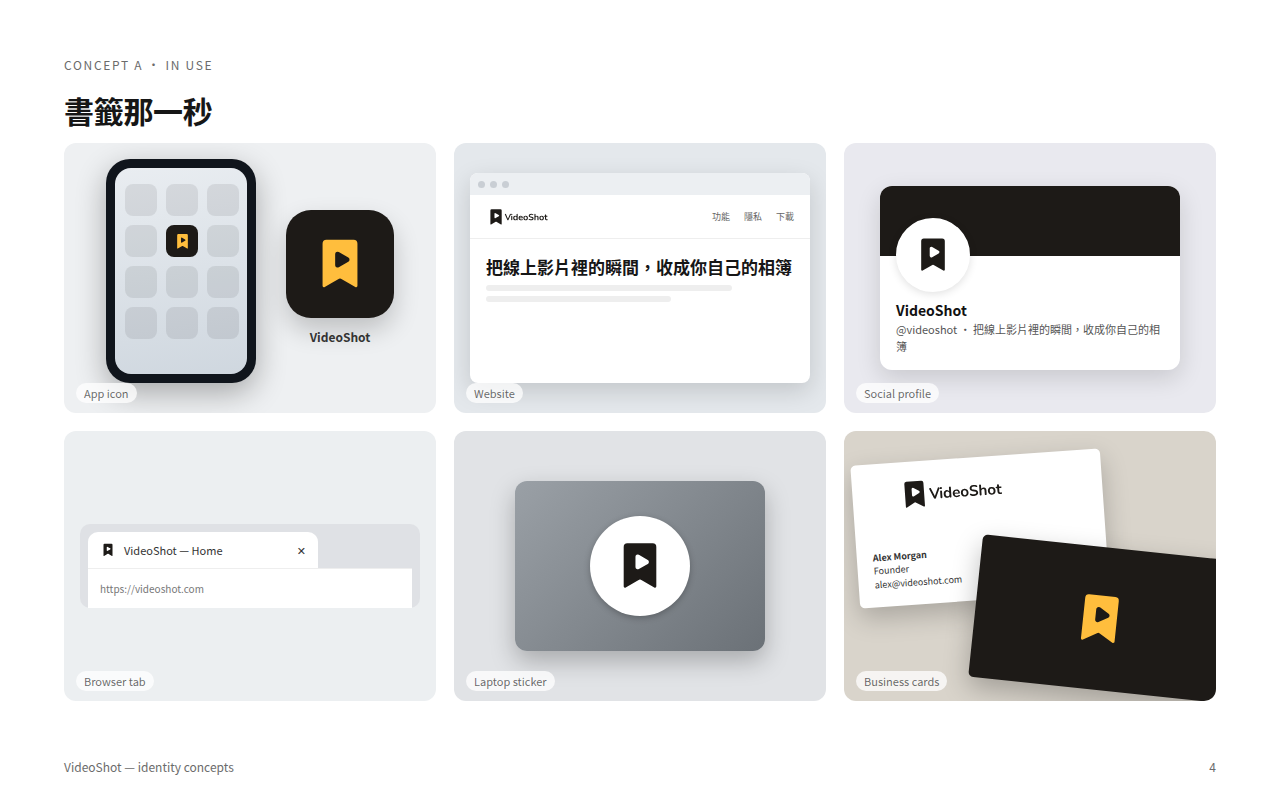 CONCEPT A · IN USE
書籤那一秒
VideoShot
App icon
VideoShot
功能 隱私 下載
把線上影片裡的瞬間，收成你自己的相簿
Website
VideoShot
@videoshot · 把線上影片裡的瞬間，收成你自己的相
簿
Social profile
VideoShot — Home ✕
https://videoshot.com
Browser tab
Laptop sticker
VideoShot
Alex Morgan
Founder
alex@videoshot.com
Business cards
VideoShot — identity concepts
4